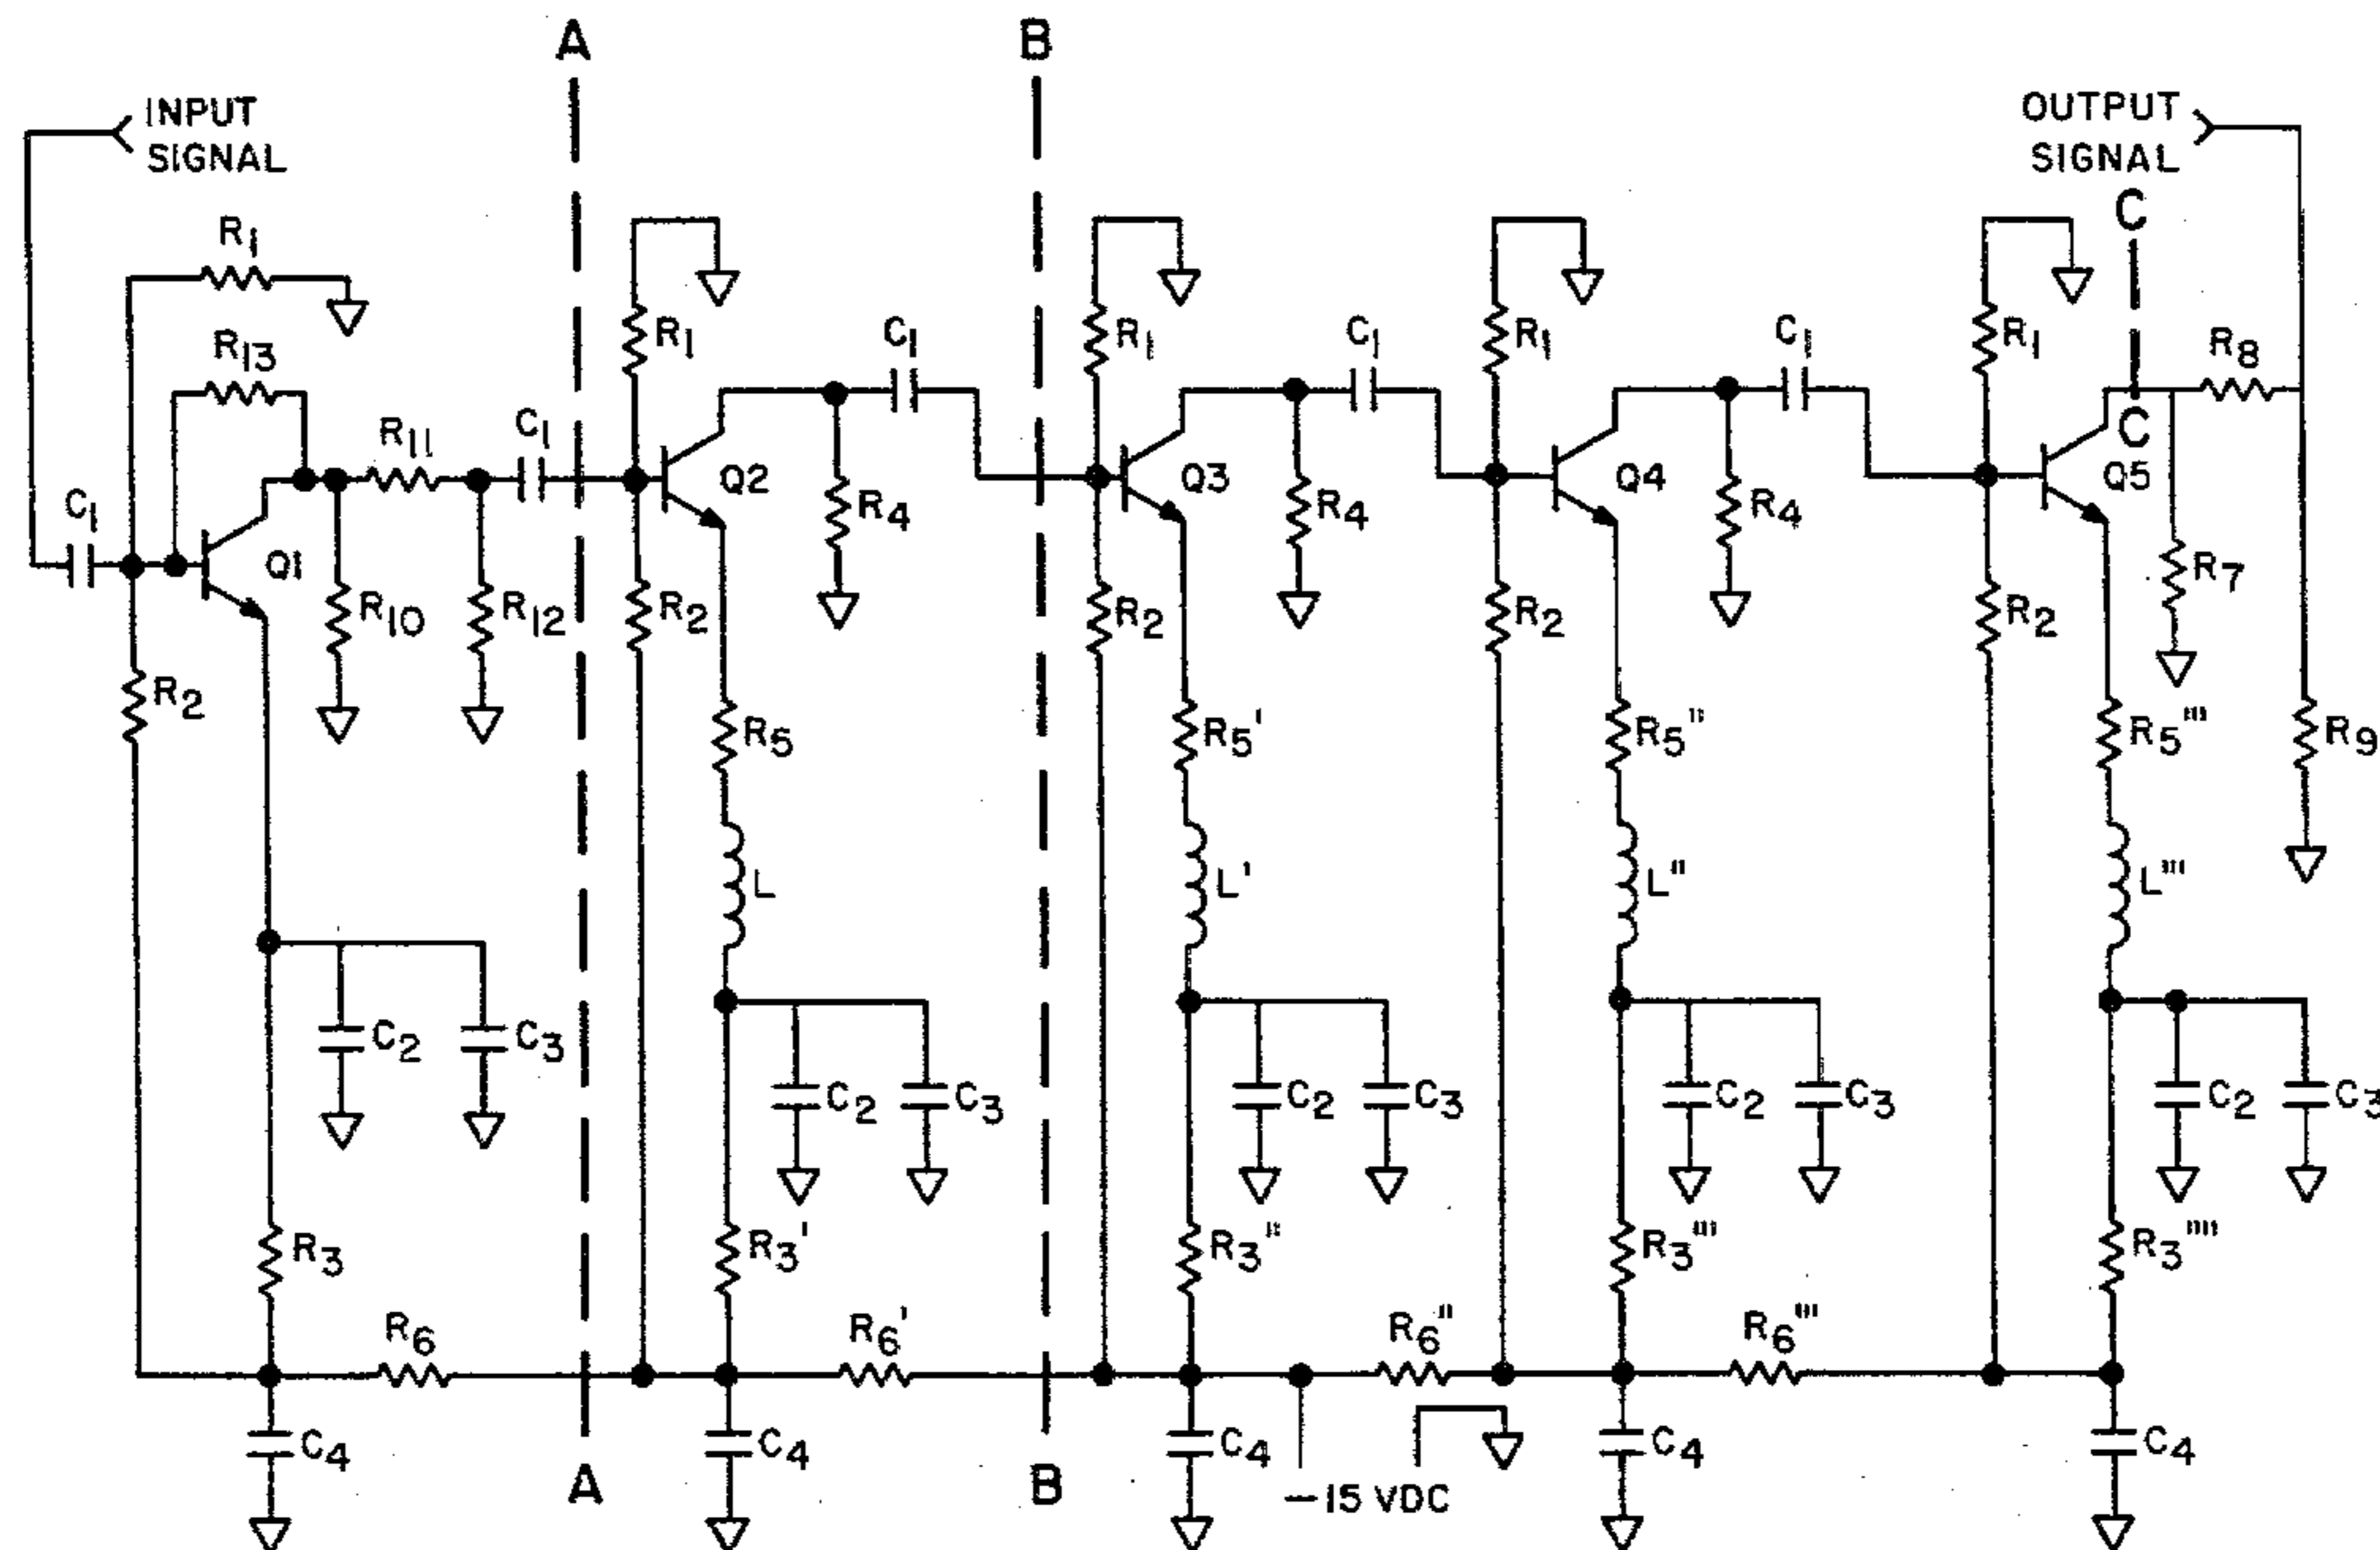 A
B
INPUT
SIGNAL
OUTPUT
SIGNAL
C
R1
R1
R1
R1
R1
R13
C1
C1
C1
R8
R11
C1
C
Q2
Q3
Q4
Q5
C1
Q1
R4
R4
R4
R10
R12
R2
R2
R2
R2
R7
R2
R5
R5'
R5''
R5'''
R9
L
L'
L''
L'''
C2
C3
C2
C3
C2
C3
C2
C3
C2
C3
R3
R3'
R3''
R3'''
R3''''
R6
R6'
R6''
R6'''
C4
C4
C4
C4
C4
A
B
—15 VDC